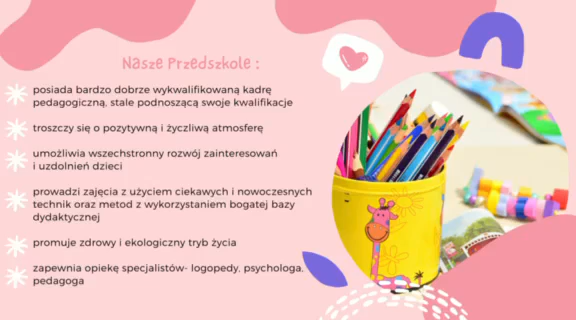 Nasze Przedszkole :
posiada bardzo dobrze wykwalifikowaną kadrę
pedagogiczną, stale podnoszącą swoje kwalifikacje
troszczy się o pozytywną i życzliwą atmosferę
umożliwia wszechstronny rozwój zainteresowań
i uzdolnień dzieci
prowadzi zajęcia z użyciem ciekawych i nowoczesnych
technik oraz metod z wykorzystaniem bogatej bazy
dydaktycznej
promuje zdrowy i ekologiczny tryb życia
zapewnia opiekę specjalistów- logopedy, psychologa,
pedagoga